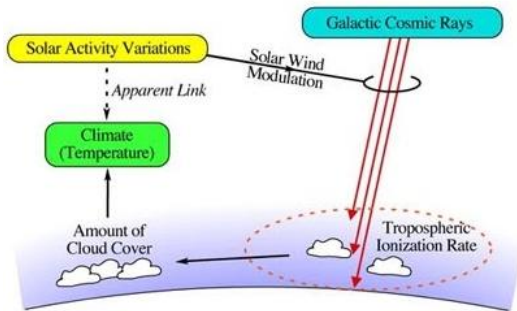 Galactic Cosmic Rays
Solar Activity Variations
Solar Wind
Modulation
Apparent Link
Climate
(Temperature)
Amount of
Cloud Cover
Tropospheric
Ionization Rate